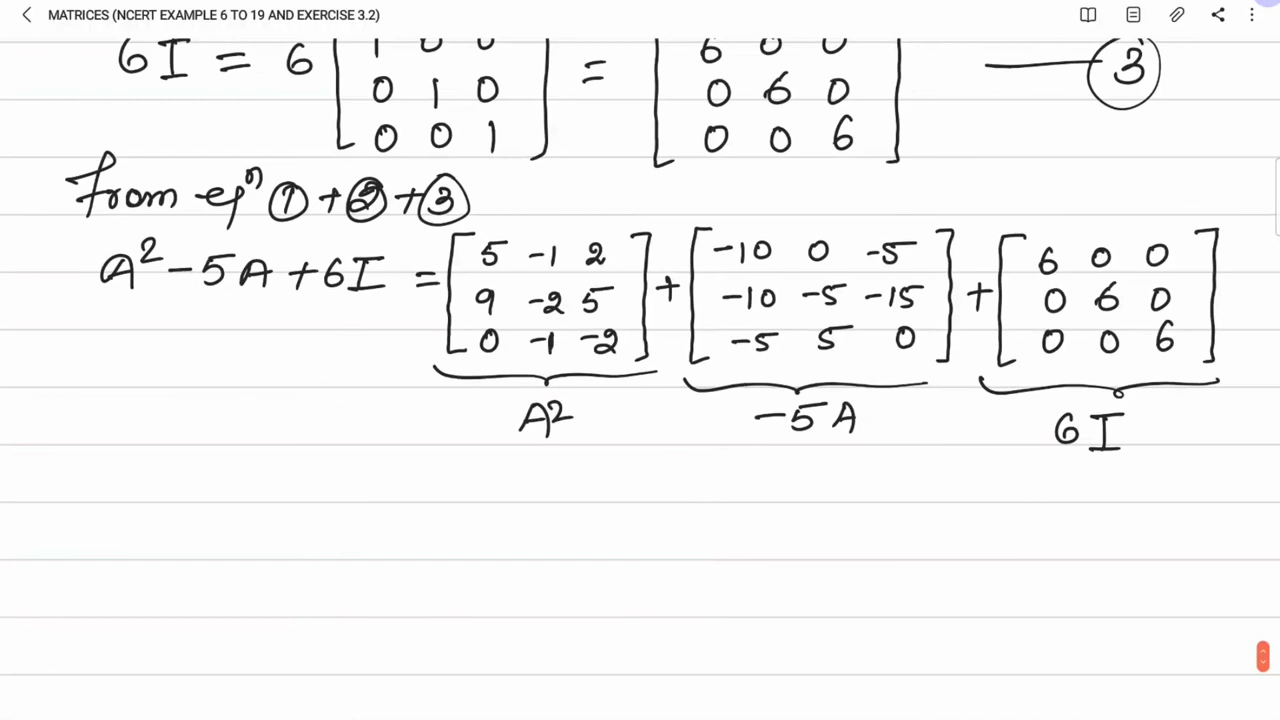 MATRICES (NCERT EXAMPLE 6 TO 19 AND EXERCISE 3.2)
6I = 6 [1 0 0 = [6 0 0
0 1 0 0 6 0 — ③
0 0 1] 0 0 6]
From eqⁿ ①+②+③
A² - 5A + 6I = [5 -1 2 + [-10 0 -5 + [6 0 0
9 -2 5 -10 -5 -15 0 6 0
0 -1 -2] -5 5 0] 0 0 6]
A² -5A 6I